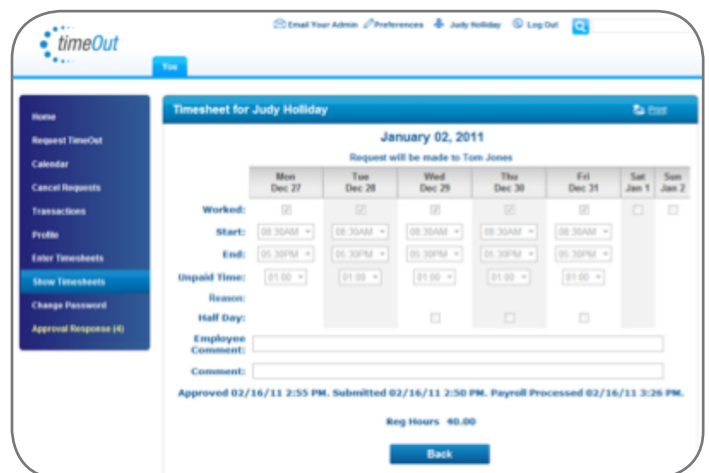 Email Your Admin Preferences Judy Holliday Log Out
timeOut
You
Home
Request TimeOut
Calendar
Cancel Requests
Transactions
Profile
Enter Timesheets
Show Timesheets
Change Password
Approval Response (4)
Timesheet for Judy Holliday Print
January 02, 2011
Request will be made to Tom Jones
Mon Tue Wed Thu Fri Sat Sun
Dec 27 Dec 28 Dec 29 Dec 30 Dec 31 Jan 1 Jan 2
Worked:
Start: 08:30AM 08:30AM 08:30AM 08:30AM 08:30AM
End: 05:30PM 05:30PM 05:30PM 05:30PM 05:30PM
Unpaid Time: 01:00 01:00 01:00 01:00 01:00
Reason:
Half Day:
Employee
Comment:
Comment:
Approved 02/16/11 2:55 PM. Submitted 02/16/11 2:50 PM. Payroll Processed 02/16/11 3:26 PM.
Reg Hours 40.00
Back